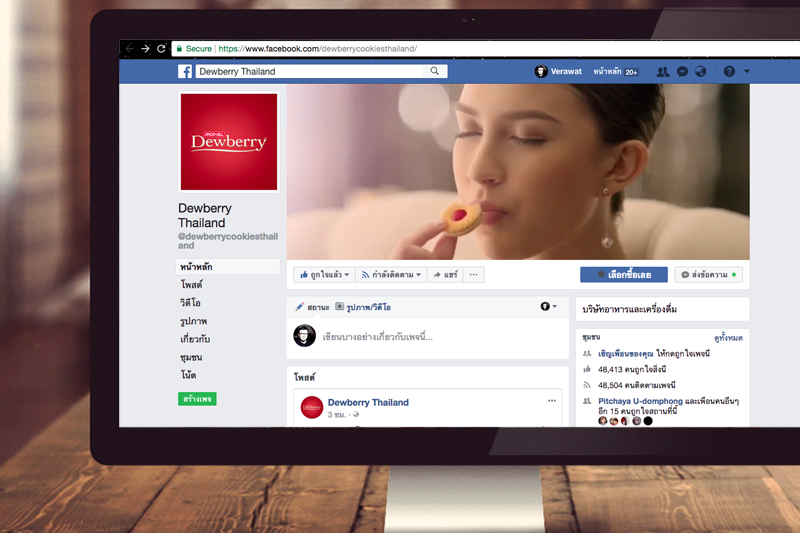 Secure https://www.facebook.com/dewberrycookiesthailand/
Dewberry Thailand
Verawat หน้าหลัก 20+
JACK'n JILL
Dewberry
Dewberry
Thailand
@dewberrycookiesthail
and
หน้าหลัก
โพสต์
วิดีโอ
รูปภาพ
เกี่ยวกับ
ชุมชน
โน้ต
สร้างเพจ
ถูกใจแล้ว กำลังติดตาม แชร์ ...
เลือกซื้อเลย ส่งข้อความ
สถานะ รูปภาพ/วิดีโอ
เขียนบางอย่างเกี่ยวกับเพจนี้...
โพสต์
Dewberry
Dewberry Thailand
3 ชม. ·
บริษัทอาหารและเครื่องดื่ม
ชุมชน ดูทั้งหมด
เชิญเพื่อนของคุณ ให้กดถูกใจเพจนี้
48,413 คนถูกใจสิ่งนี้
48,504 คนติดตามเพจนี้
Pitchaya U-domphong และเพื่อนคนอื่นๆ
อีก 15 คนถูกใจสถานที่นี้